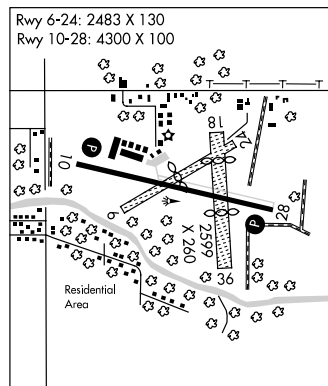 Rwy 6-24: 2483 X 130
Rwy 10-28: 4300 X 100
18
24
P
10
6
2599
X 260
28
P
36
Residential
Area